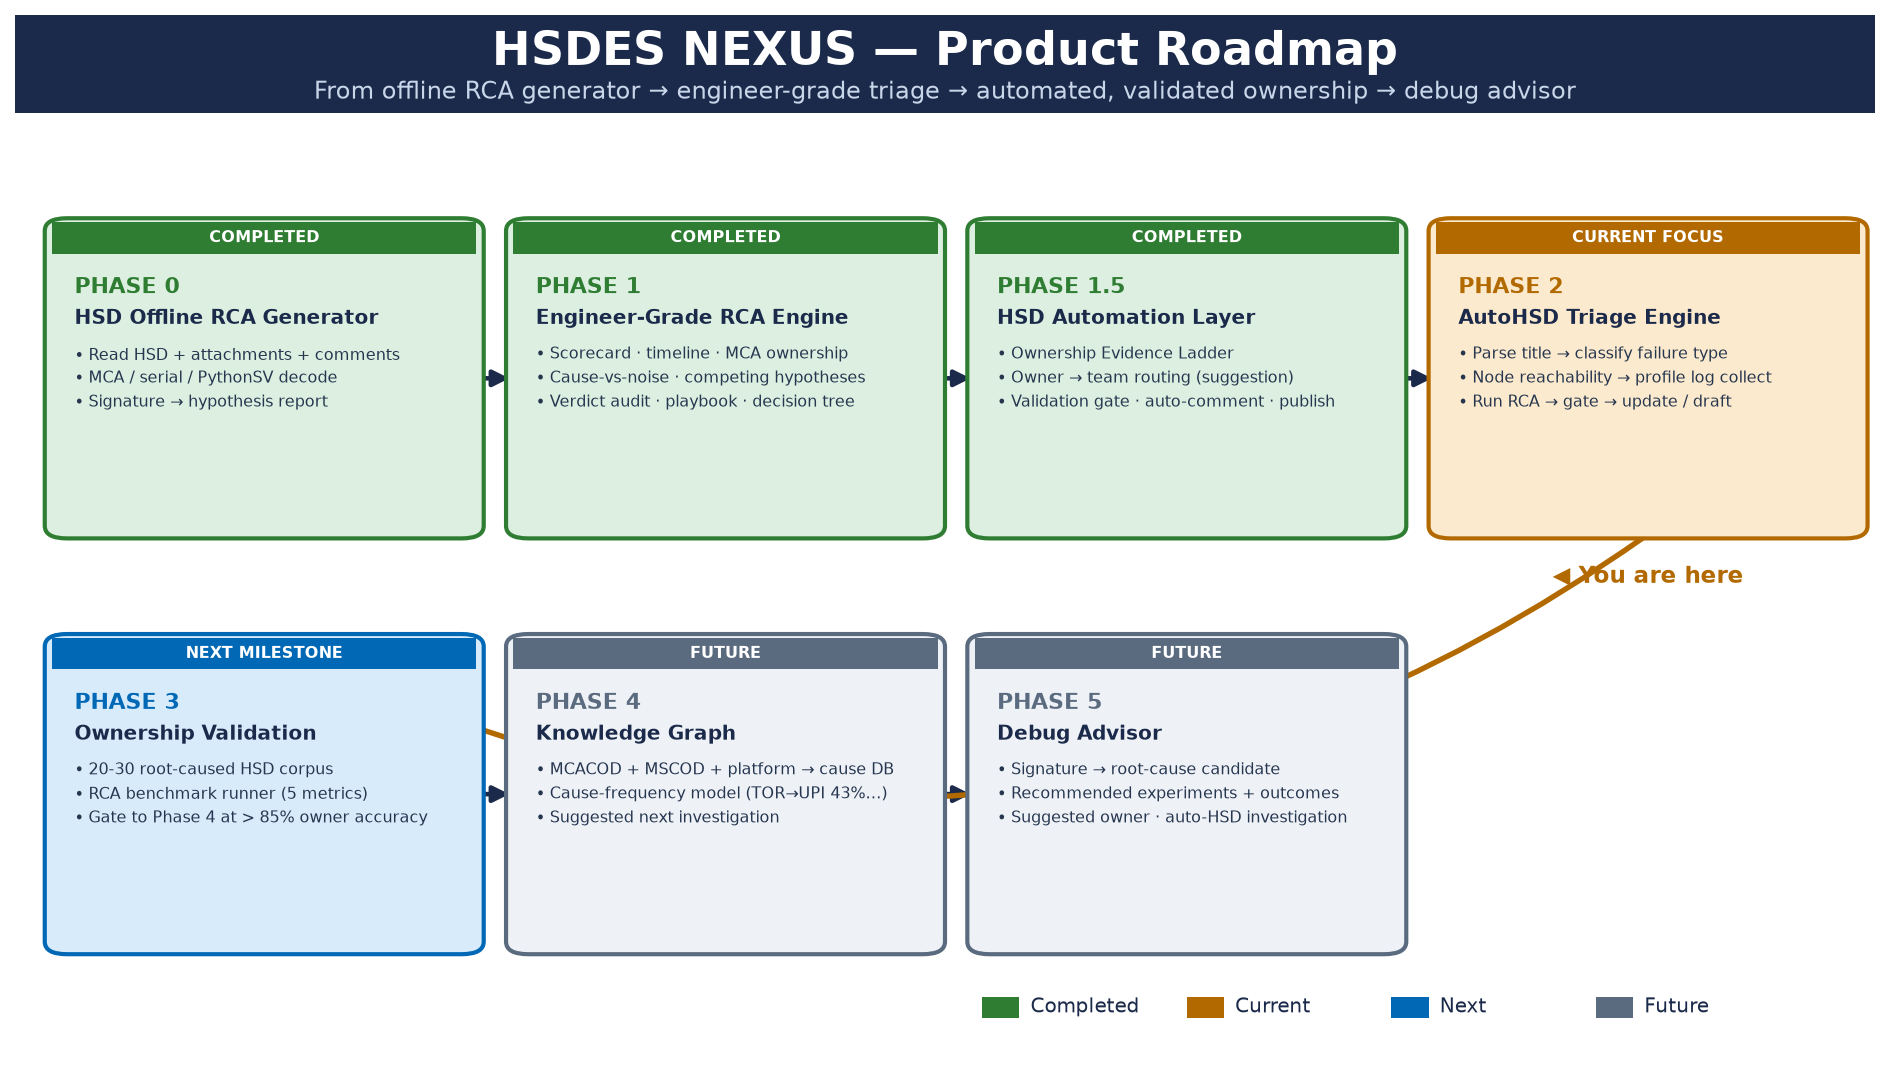 HSDES NEXUS — Product Roadmap
From offline RCA generator → engineer-grade triage → automated, validated ownership → debug advisor
COMPLETED
PHASE 0
HSD Offline RCA Generator
• Read HSD + attachments + comments
• MCA / serial / PythonSV decode
• Signature → hypothesis report
COMPLETED
PHASE 1
Engineer-Grade RCA Engine
• Scorecard · timeline · MCA ownership
• Cause-vs-noise · competing hypotheses
• Verdict audit · playbook · decision tree
COMPLETED
PHASE 1.5
HSD Automation Layer
• Ownership Evidence Ladder
• Owner → team routing (suggestion)
• Validation gate · auto-comment · publish
CURRENT FOCUS
PHASE 2
AutoHSD Triage Engine
• Parse title → classify failure type
• Node reachability → profile log collect
• Run RCA → gate → update / draft
◀ You are here
NEXT MILESTONE
PHASE 3
Ownership Validation
• 20-30 root-caused HSD corpus
• RCA benchmark runner (5 metrics)
• Gate to Phase 4 at > 85% owner accuracy
FUTURE
PHASE 4
Knowledge Graph
• MCACOD + MSCOD + platform → cause DB
• Cause-frequency model (TOR→UPI 43%…)
• Suggested next investigation
FUTURE
PHASE 5
Debug Advisor
• Signature → root-cause candidate
• Recommended experiments + outcomes
• Suggested owner · auto-HSD investigation
Completed
Current
Next
Future